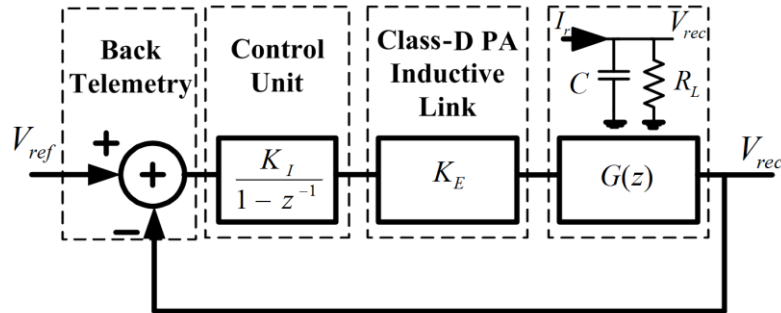 Back
Telemetry
Control
Unit
Class-D PA
Inductive
Link
I_r
V_rec
C
R_L
V_ref
+
+
−
K_I
1 − z^{-1}
K_E
G(z)
V_rec